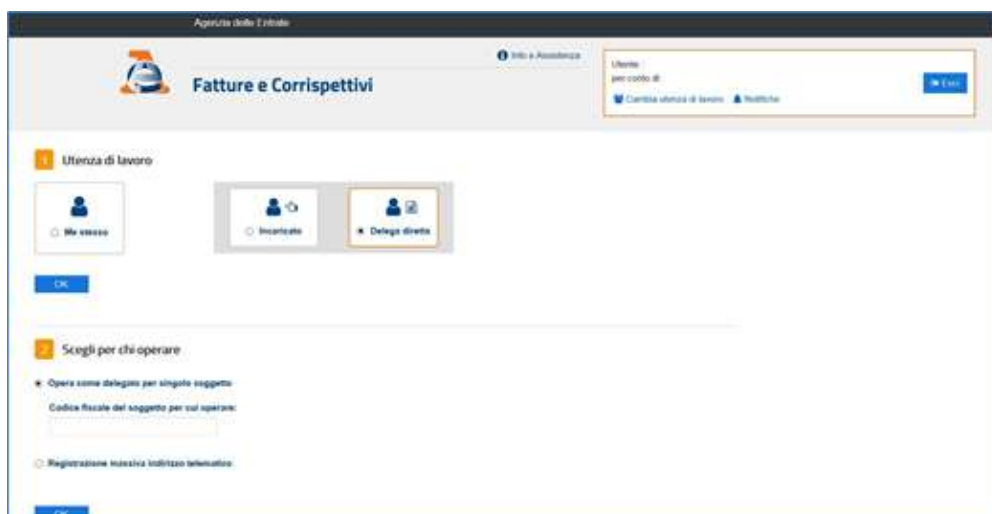 Agenzia delle Entrate
Info e Assistenza
Fatture e Corrispettivi
Utente :
per conto di
Cambia utenza di lavoro
Notifiche
Esci
1 Utenza di lavoro
Me stesso
Incaricato
Delega diretta
OK
2 Scegli per chi operare
Opera come delegato per singolo soggetto
Codice fiscale del soggetto per cui operare:
Registrazione massiva indirizzo telematico
OK